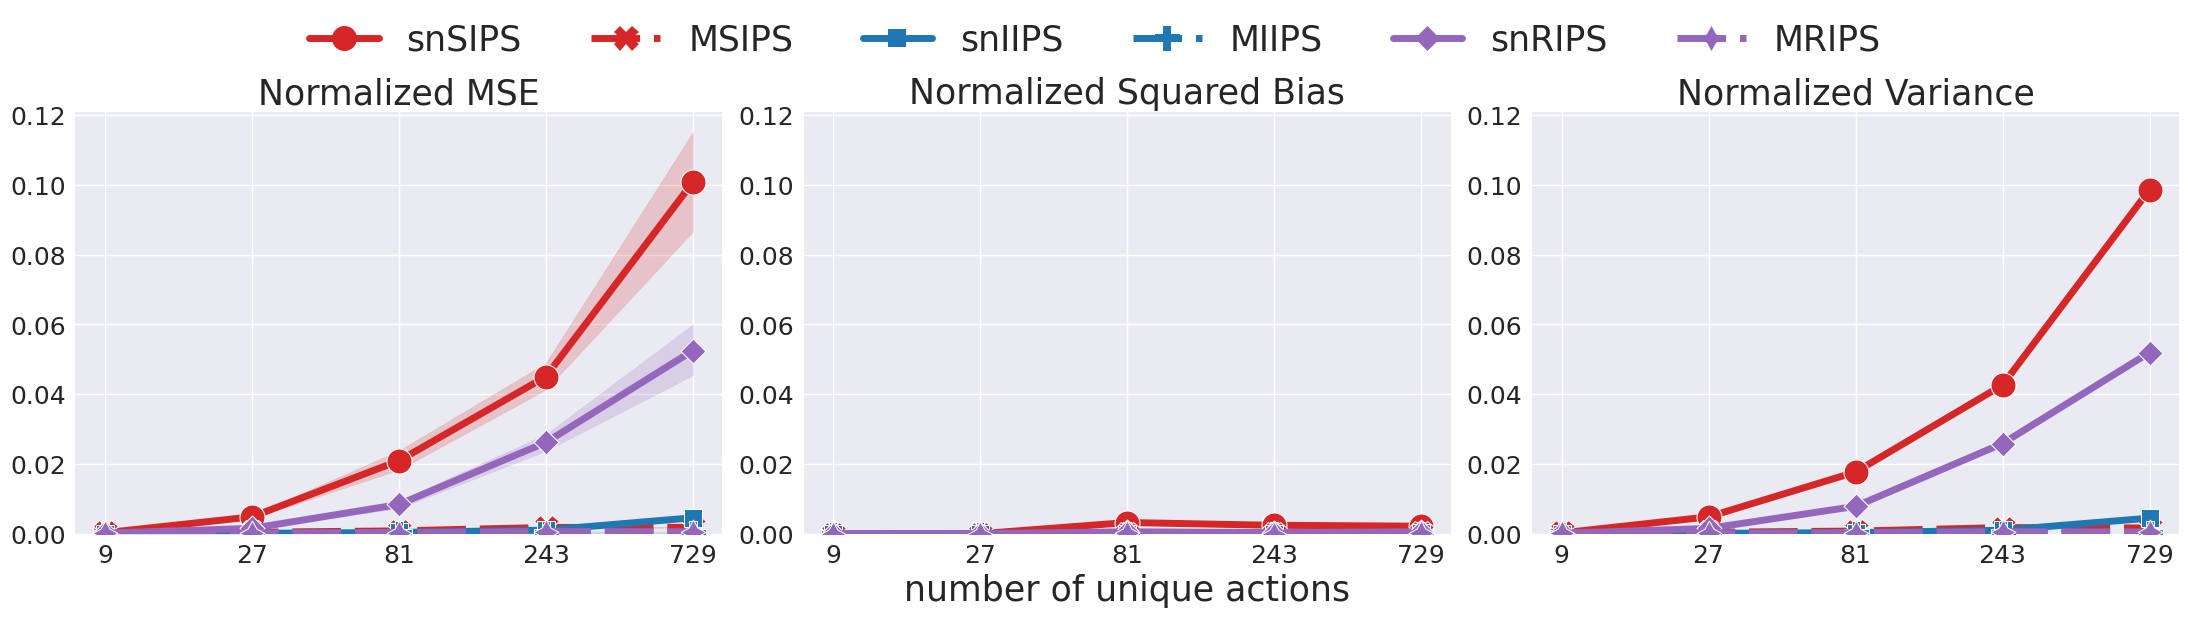 snSIPS MSIPS snIIPS MIIPS snRIPS MRIPS
Normalized MSE Normalized Squared Bias Normalized Variance
0.12 0.12 0.12
0.10 0.10 0.10
0.08 0.08 0.08
0.06 0.06 0.06
0.04 0.04 0.04
0.02 0.02 0.02
0.00 0.00 0.00
9 27 81 243 729 9 27 81 243 729 9 27 81 243 729
number of unique actions